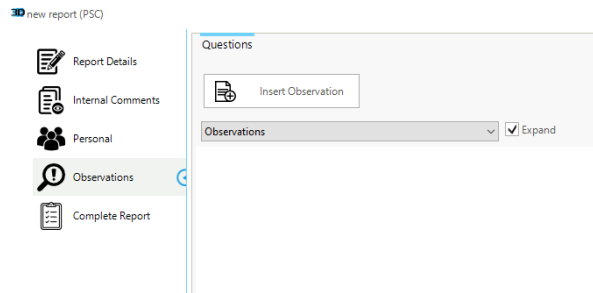 new report (PSC)
Report Details
Internal Comments
Personal
Observations
Complete Report
Questions
Insert Observation
Observations
Expand